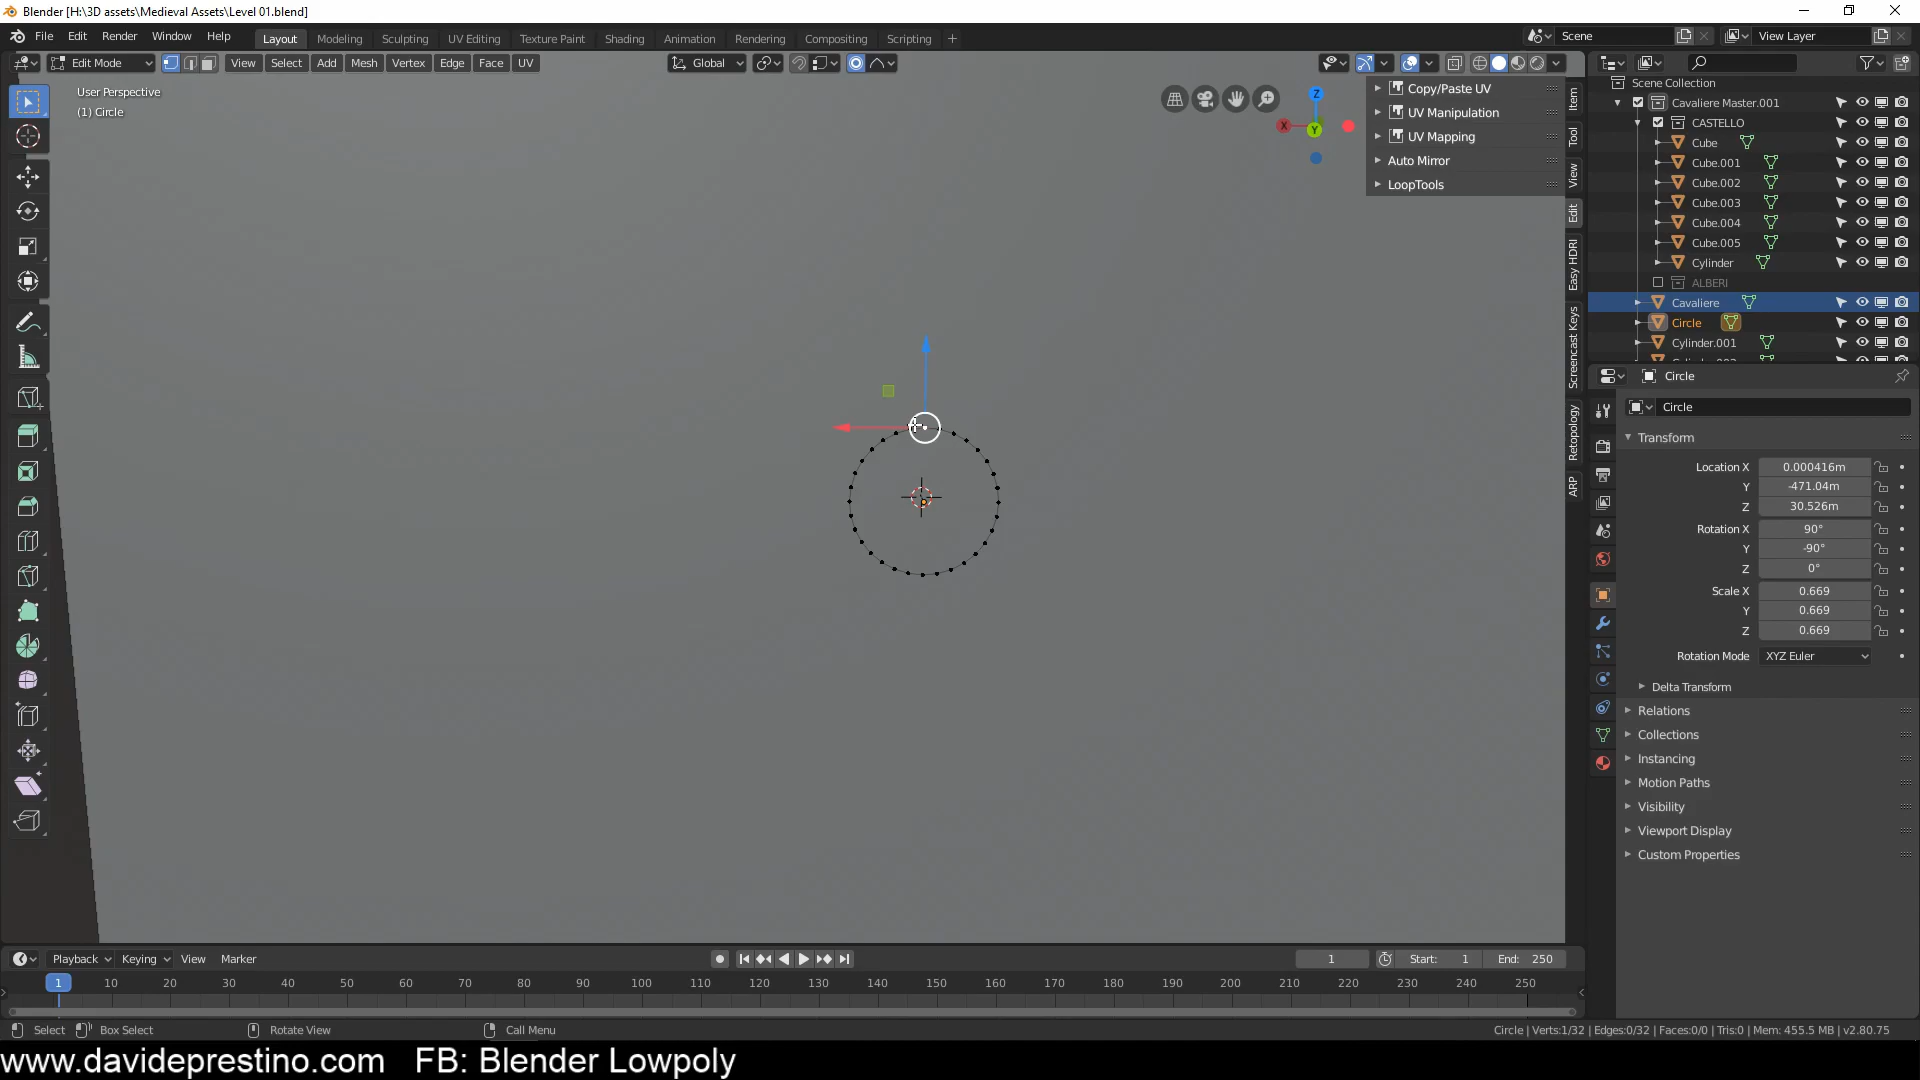 Blender [H:\3D assets\Medieval Assets\Level 01.blend]
File Edit Render Window Help Layout Modeling Sculpting UV Editing Texture Paint Shading Animation Rendering Compositing Scripting + Scene View Layer
Edit Mode View Select Add Mesh Vertex Edge Face UV Global
User Perspective
(1) Circle
Z
X
Y
Copy/Paste UV
UV Manipulation
UV Mapping
Auto Mirror
LoopTools
Item
Tool
View
Edit
Easy HDRI
Screencast Keys
Retopology
ARP
Scene Collection
Cavaliere Master.001
CASTELLO
Cube
Cube.001
Cube.002
Cube.003
Cube.004
Cube.005
Cylinder
ALBERI
Cavaliere
Circle
Cylinder.001
Circle
Circle
Transform
Location X 0.000416m
Y -471.04m
Z 30.526m
Rotation X 90°
Y -90°
Z 0°
Scale X 0.669
Y 0.669
Z 0.669
Rotation Mode XYZ Euler
Delta Transform
Relations
Collections
Instancing
Motion Paths
Visibility
Viewport Display
Custom Properties
Playback Keying View Marker 1 Start: 1 End: 250
1 10 20 30 40 50 60 70 80 90 100 110 120 130 140 150 160 170 180 190 200 210 220 230 240 250
Select Box Select Rotate View Call Menu Circle | Verts:1/32 | Edges:0/32 | Faces:0/0 | Tris:0 | Mem: 455.5 MB | v2.80.75
www.davideprestino.com FB: Blender Lowpoly